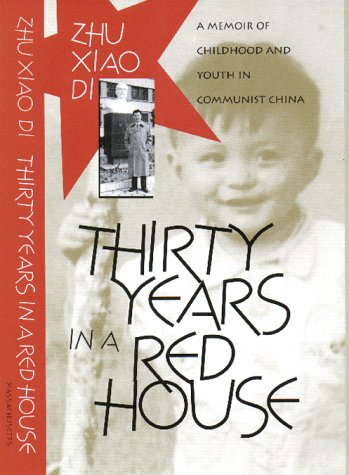 ZHU XIAO DI THIRTY YEARS IN A RED HOUSE
MASSACHUSETTS
ZHU
XIAO
DI
A MEMOIR OF
CHILDHOOD AND
YOUTH IN
COMMUNIST CHINA
THIRTY
YEARS
IN A
RED
HOUSE